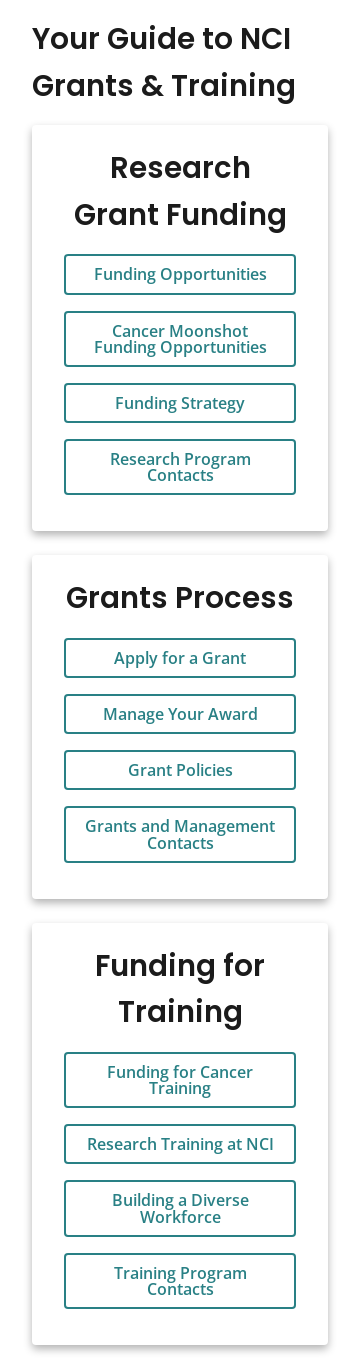 Your Guide to NCI
Grants & Training
Research
Grant Funding
Funding Opportunities
Cancer Moonshot
Funding Opportunities
Funding Strategy
Research Program
Contacts
Grants Process
Apply for a Grant
Manage Your Award
Grant Policies
Grants and Management
Contacts
Funding for
Training
Funding for Cancer
Training
Research Training at NCI
Building a Diverse
Workforce
Training Program
Contacts